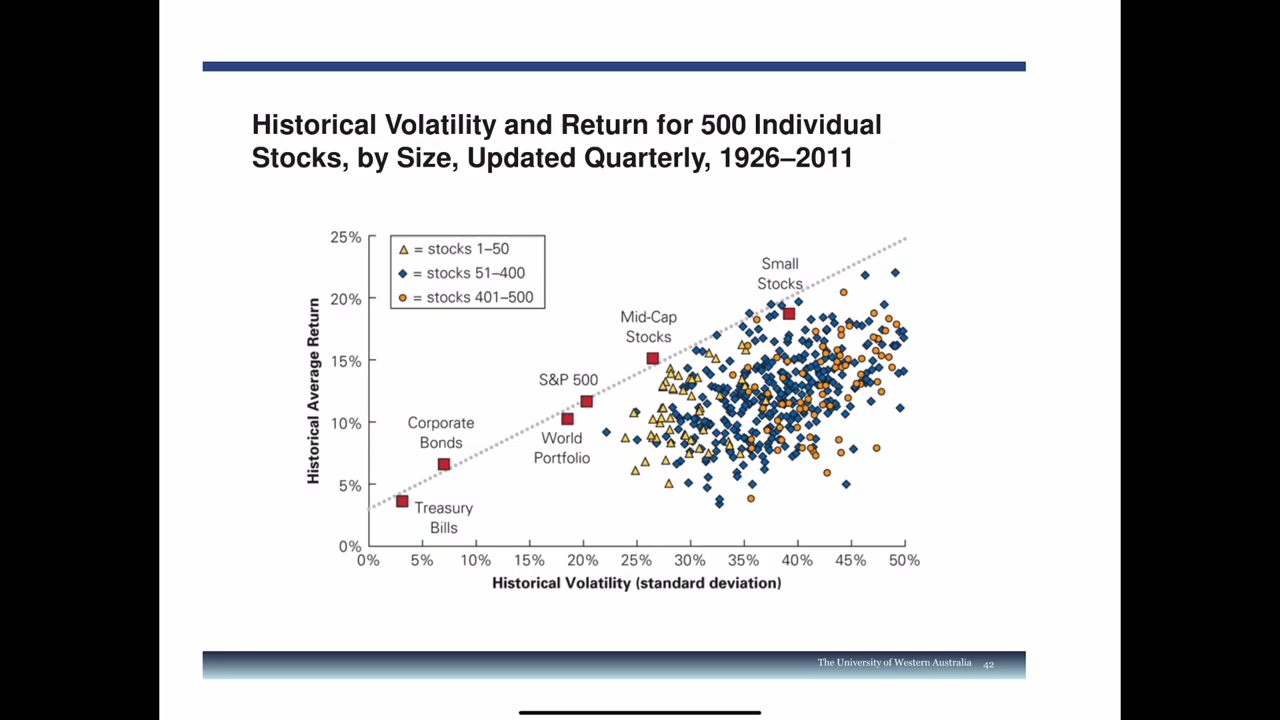 Historical Volatility and Return for 500 Individual
Stocks, by Size, Updated Quarterly, 1926–2011
25%
20%
15%
10%
5%
0%
Historical Average Return
= stocks 1–50
= stocks 51–400
= stocks 401–500
Small
Stocks
Mid-Cap
Stocks
S&P 500
World
Portfolio
Corporate
Bonds
Treasury
Bills
0% 5% 10% 15% 20% 25% 30% 35% 40% 45% 50%
Historical Volatility (standard deviation)
The University of Western Australia 42